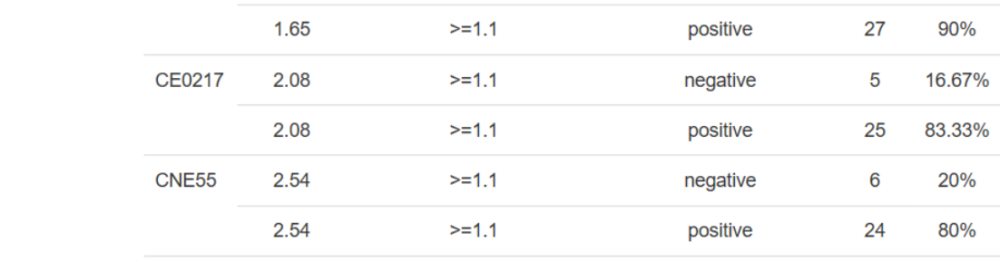 1.65 >=1.1 positive 27 90%
CE0217 2.08 >=1.1 negative 5 16.67%
2.08 >=1.1 positive 25 83.33%
CNE55 2.54 >=1.1 negative 6 20%
2.54 >=1.1 positive 24 80%